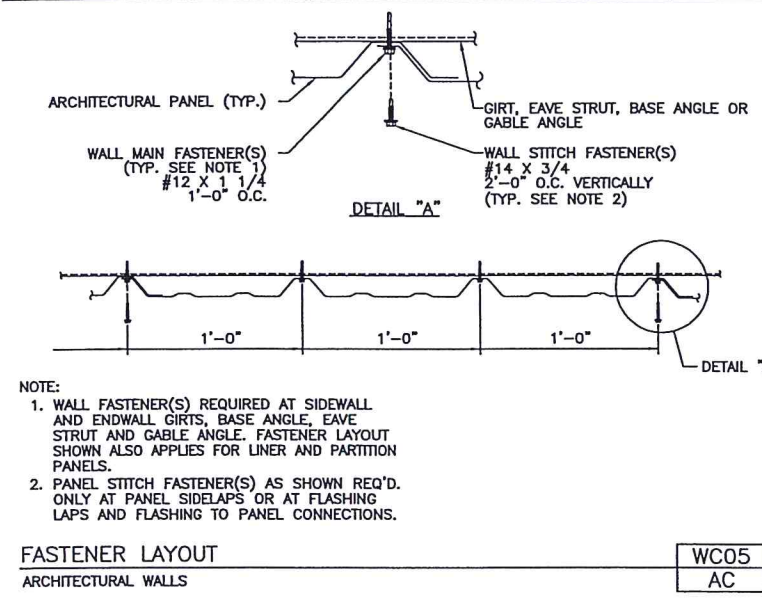 ARCHITECTURAL PANEL (TYP.)
GIRT, EAVE STRUT, BASE ANGLE OR
GABLE ANGLE
WALL MAIN FASTENER(S)
(TYP. SEE NOTE 1)
#12 X 1 1/4
1'-0" O.C.
WALL STITCH FASTENER(S)
#14 X 3/4
2'-0" O.C. VERTICALLY
(TYP. SEE NOTE 2)
DETAIL "A"
1'-0"
1'-0"
1'-0"
DETAIL "
NOTE:
1. WALL FASTENER(S) REQUIRED AT SIDEWALL
AND ENDWALL GIRTS, BASE ANGLE, EAVE
STRUT AND GABLE ANGLE. FASTENER LAYOUT
SHOWN ALSO APPLIES FOR LINER AND PARTITION
PANELS.
2. PANEL STITCH FASTENER(S) AS SHOWN REQ'D.
ONLY AT PANEL SIDELAPS OR AT FLASHING
LAPS AND FLASHING TO PANEL CONNECTIONS.
FASTENER LAYOUT
WC05
ARCHITECTURAL WALLS
AC